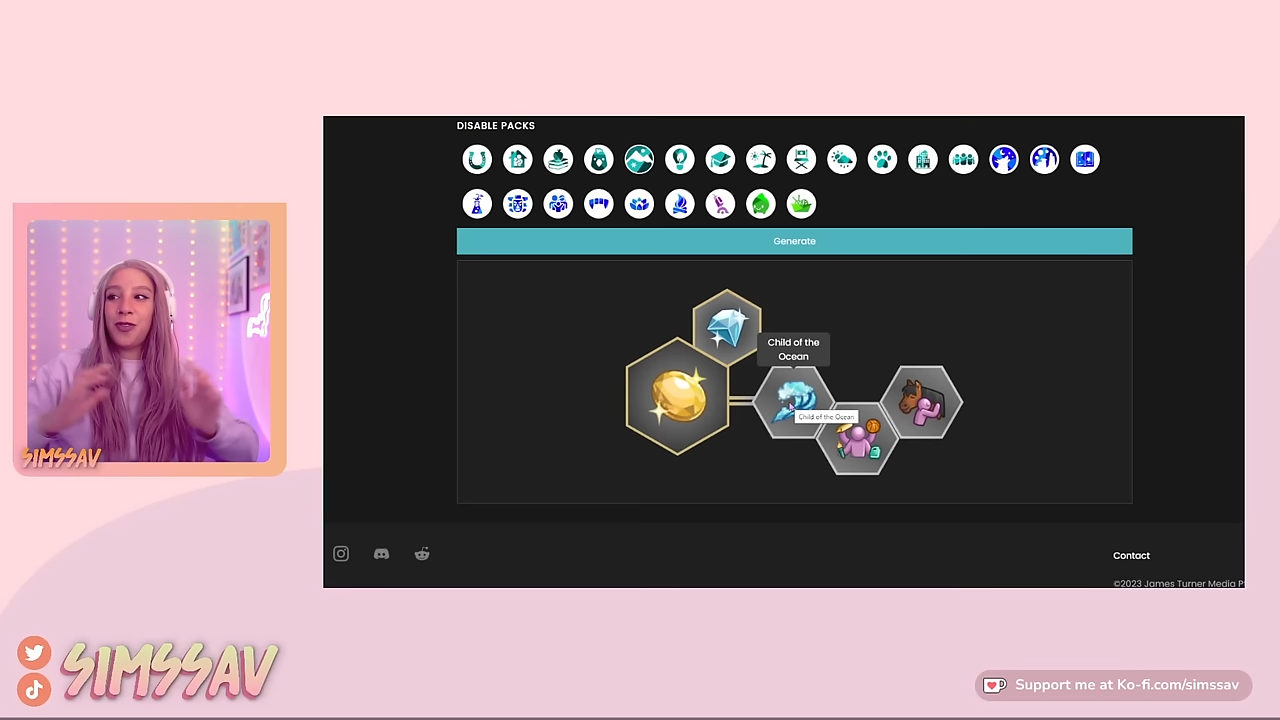 DISABLE PACKS
Generate
Child of the
Ocean
Child of the Ocean
Contact
©2023 James Turner Media P
SIMSSAV
SIMSSAV
Support me at Ko-fi.com/simssav